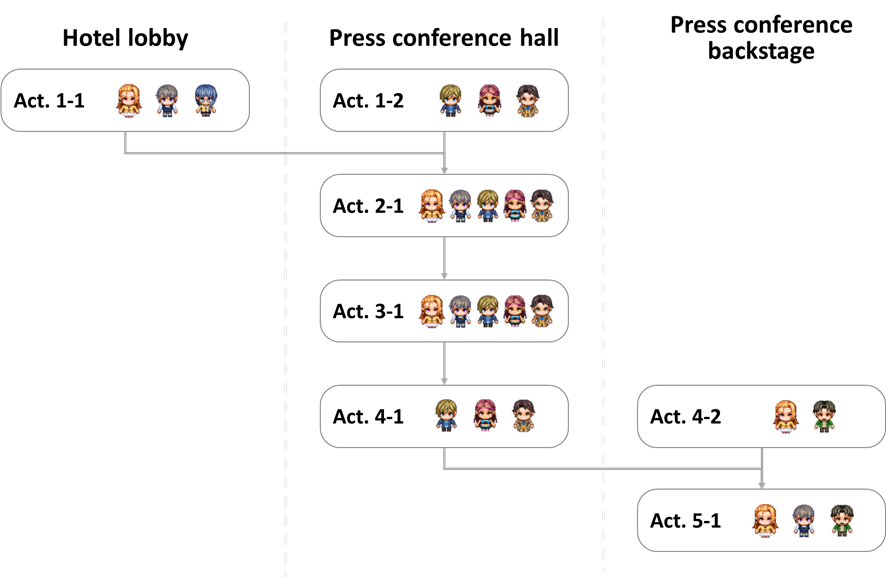 Hotel lobby
Press conference hall
Press conference
backstage
Act. 1-1
Act. 1-2
Act. 2-1
Act. 3-1
Act. 4-1
Act. 4-2
Act. 5-1